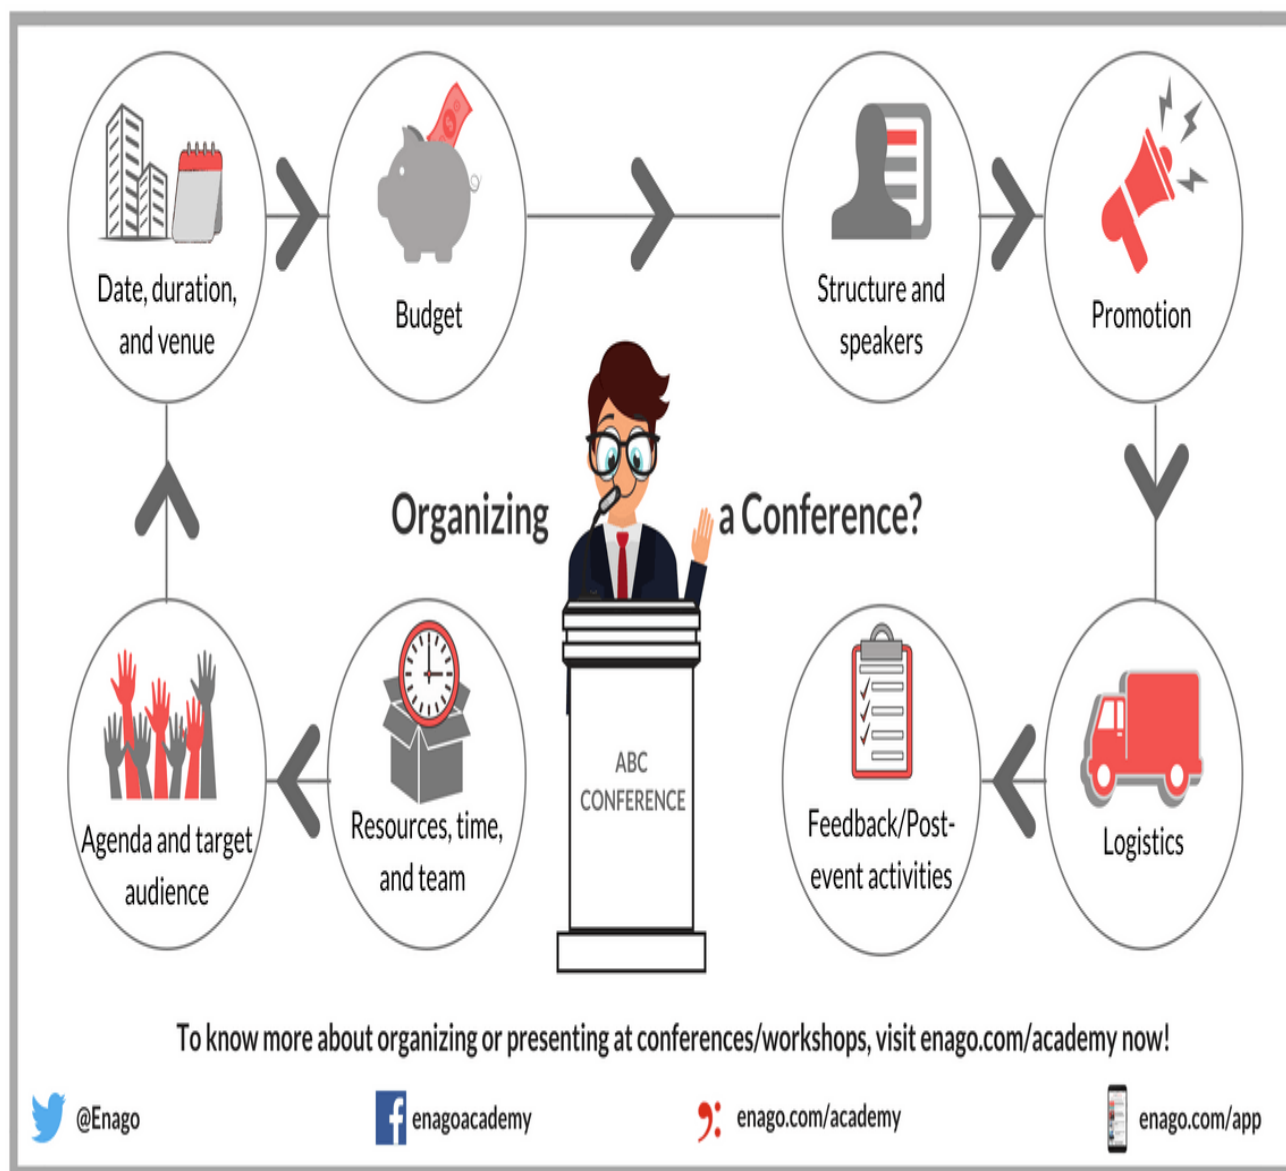 Date, duration,
and venue
Budget
Structure and
speakers
Promotion
Organizing a Conference?
Agenda and target
audience
Resources, time,
and team
ABC
CONFERENCE
Feedback/Post-
event activities
Logistics
To know more about organizing or presenting at conferences/workshops, visit enago.com/academy now!
@Enago
enagoacademy
enago.com/academy
enago.com/app